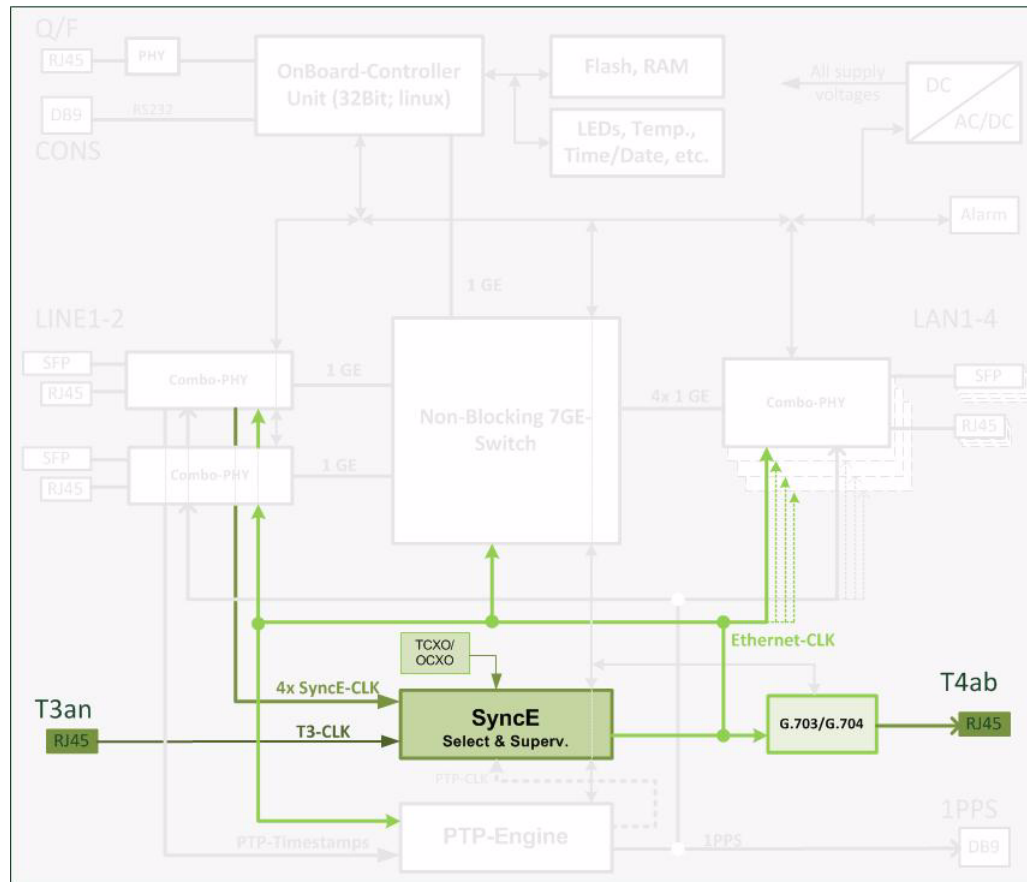 Q/F
RJ45
PHY
OnBoard-Controller
Unit (32Bit; linux)
Flash, RAM
All supply
voltages
DC
AC/DC
DB9
RS232
CONS
LEDs, Temp.,
Time/Date, etc.
Alarm
1 GE
LINE1-2
LAN1-4
SFP
RJ45
Combo-PHY
1 GE
Non-Blocking 7GE-
Switch
4x 1 GE
Combo-PHY
SFP
RJ45
SFP
RJ45
Combo-PHY
1 GE
TCXO/
OCXO
Ethernet-CLK
4x SyncE-CLK
T3an
RJ45
T3-CLK
SyncE
Select & Superv.
G.703/G.704
T4ab
RJ45
PTP-CLK
PTP-Timestamps
PTP-Engine
1PPS
1PPS
DB9